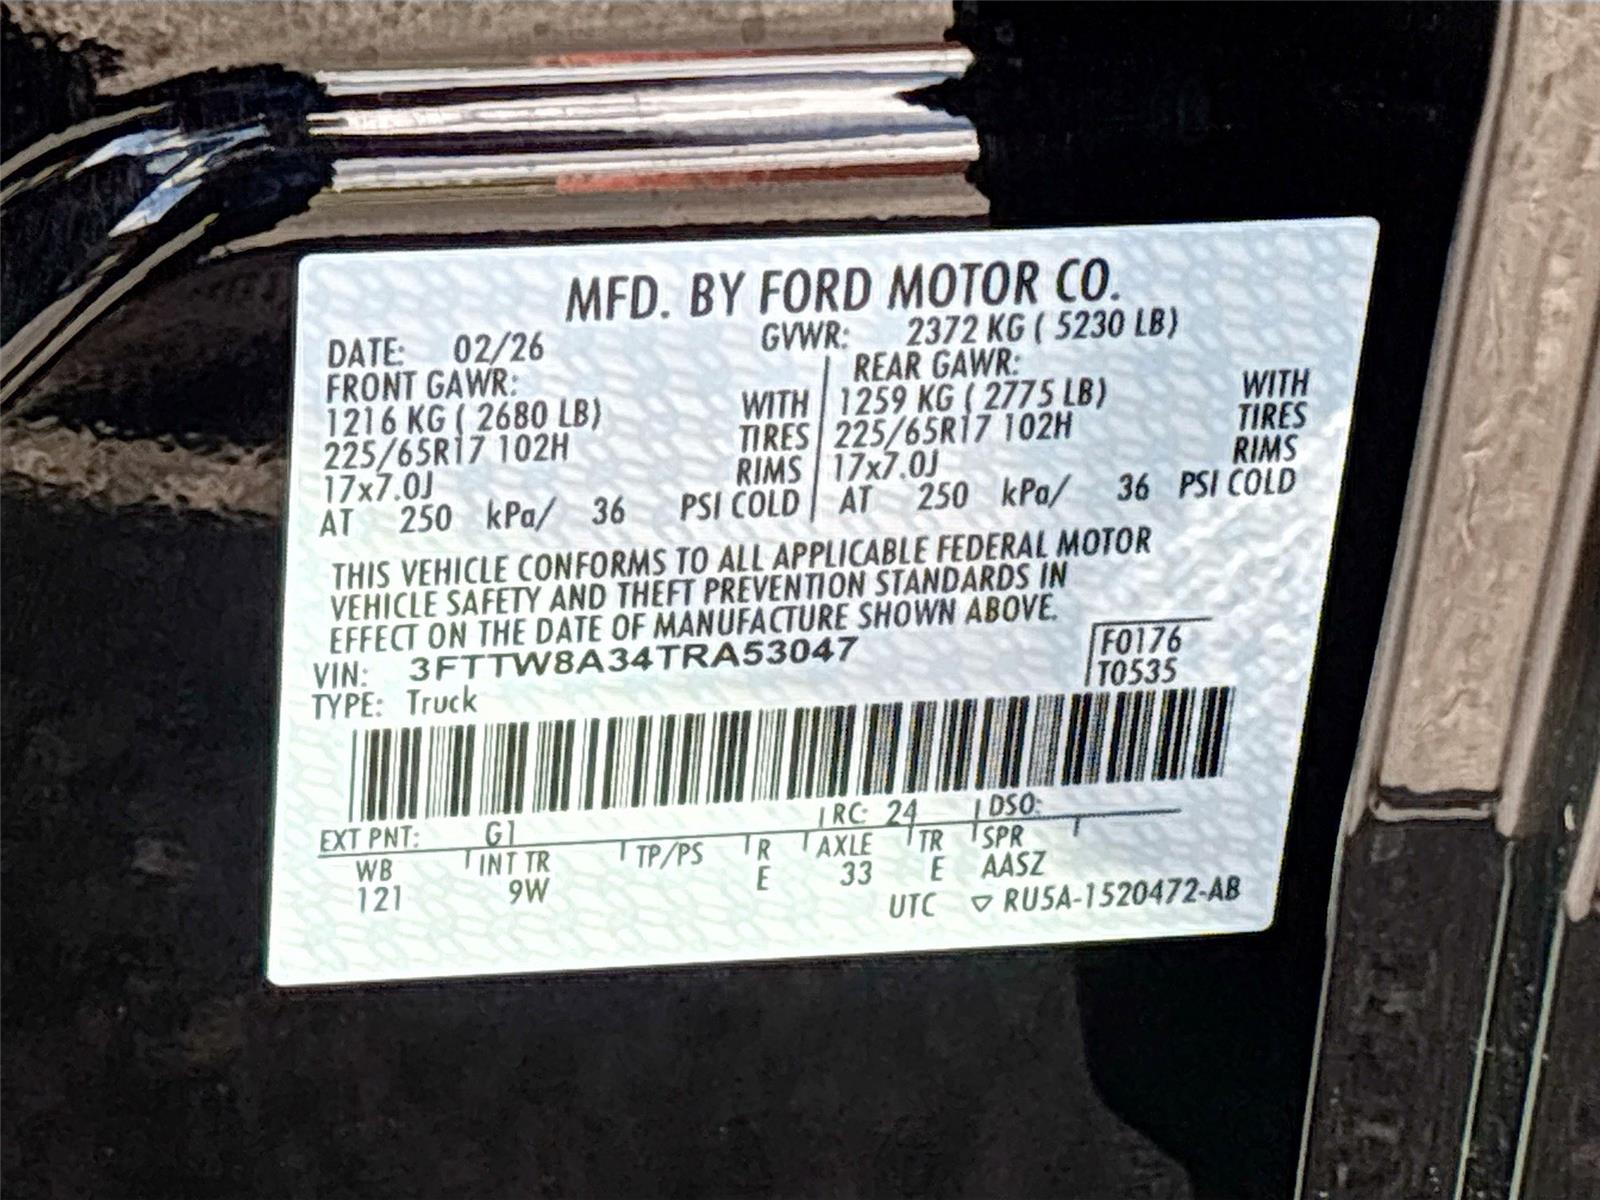 MFD. BY FORD MOTOR CO.
DATE: 02/26 GVWR: 2372 KG ( 5230 LB)
FRONT GAWR: REAR GAWR:
1216 KG ( 2680 LB) WITH 1259 KG ( 2775 LB) WITH
225/65R17 102H TIRES 225/65R17 102H TIRES
17x7.0J RIMS 17x7.0J RIMS
AT 250 kPa/ 36 PSI COLD AT 250 kPa/ 36 PSI COLD
THIS VEHICLE CONFORMS TO ALL APPLICABLE FEDERAL MOTOR
VEHICLE SAFETY AND THEFT PREVENTION STANDARDS IN
EFFECT ON THE DATE OF MANUFACTURE SHOWN ABOVE.
VIN: 3FTTW8A34TRA53047 F0176
TYPE: Truck T0535
EXT PNT: G1 RC: 24 DSO:
WB INT TR TP/PS R AXLE TR SPR
121 9W E 33 E AASZ
UTC ▽ RU5A-1520472-AB